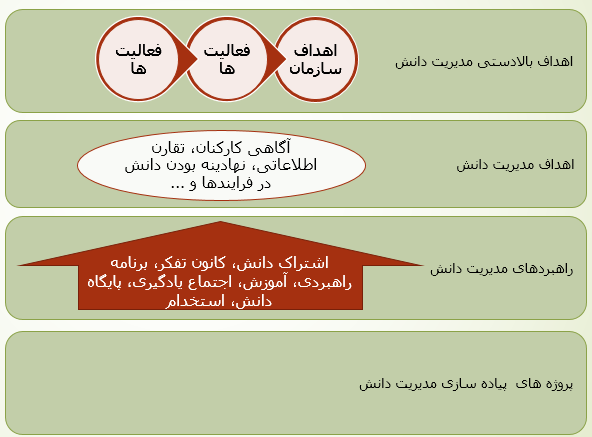 اهداف بالادستی مدیریت دانش
اهداف
سازمان
فعالیت
ها
فعالیت
ها
اهداف مدیریت دانش
آگاهی کارکنان، تقارن
اطلاعاتی، نهادینه بودن دانش
در فرایندها و ...
راهبردهای مدیریت دانش
اشتراک دانش، کانون تفکر، برنامه
راهبردی، آموزش، اجتماع یادگیری، پایگاه
دانش، استخدام
پروژه های پیاده سازی مدیریت دانش